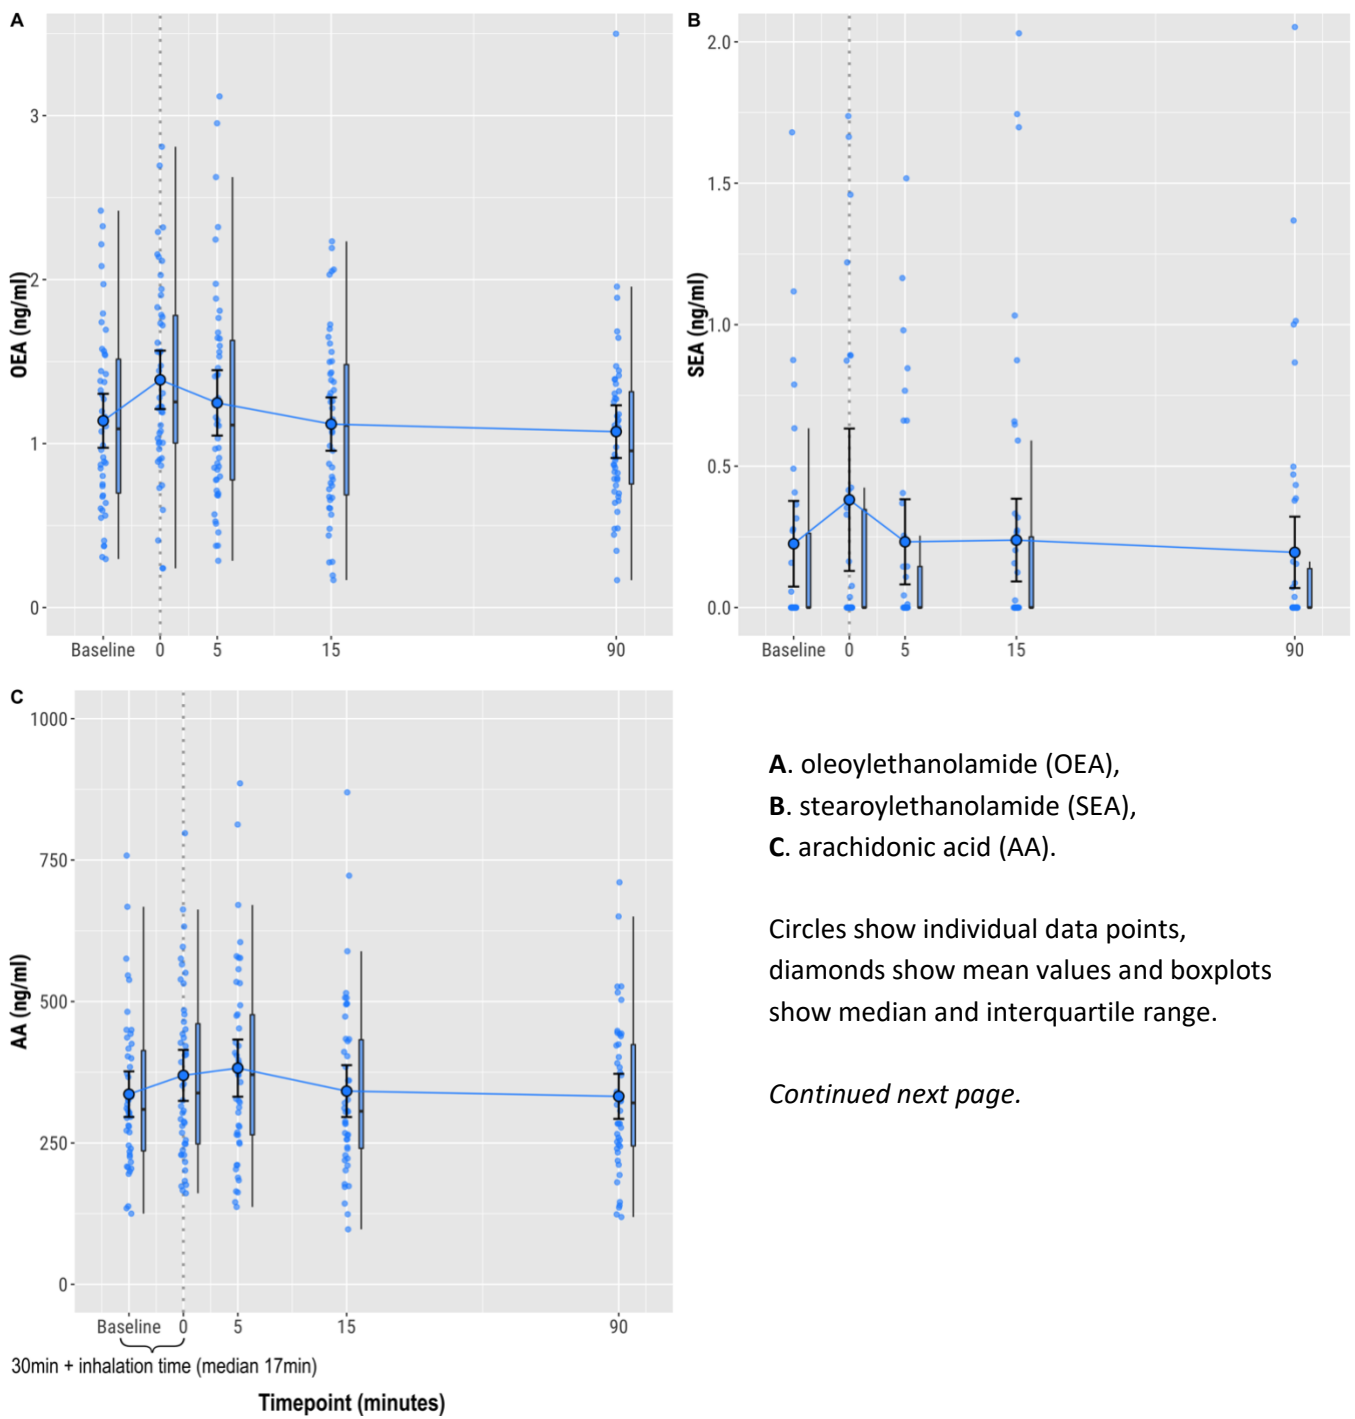 A
OEA (ng/ml)
3
2
1
0
Baseline 0 5 15 90
B
SEA (ng/ml)
2.0
1.5
1.0
0.5
0.0
Baseline 0 5 15 90
C
AA (ng/ml)
1000
750
500
250
0
Baseline 0 5 15 90
30min + inhalation time (median 17min)
Timepoint (minutes)
A. oleoylethanolamide (OEA),
B. stearoylethanolamide (SEA),
C. arachidonic acid (AA).
Circles show individual data points,
diamonds show mean values and boxplots
show median and interquartile range.
Continued next page.